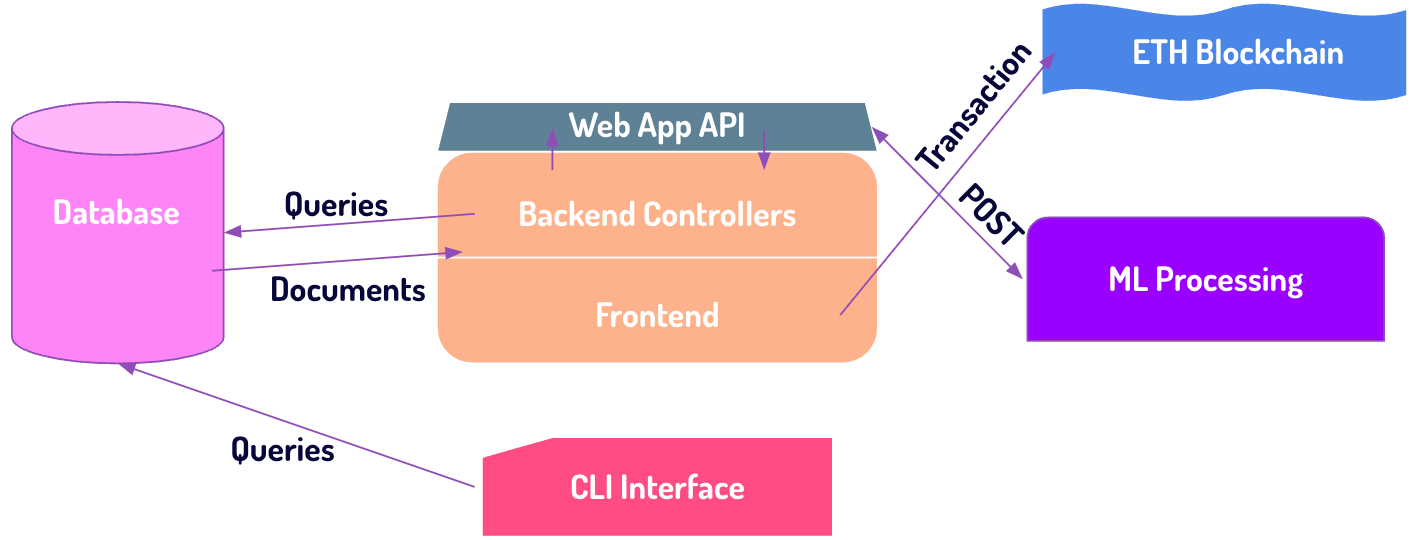 ETH Blockchain
Transaction
Web App API
Database
Queries
Backend Controllers
POST
ML Processing
Documents
Frontend
Queries
CLI Interface